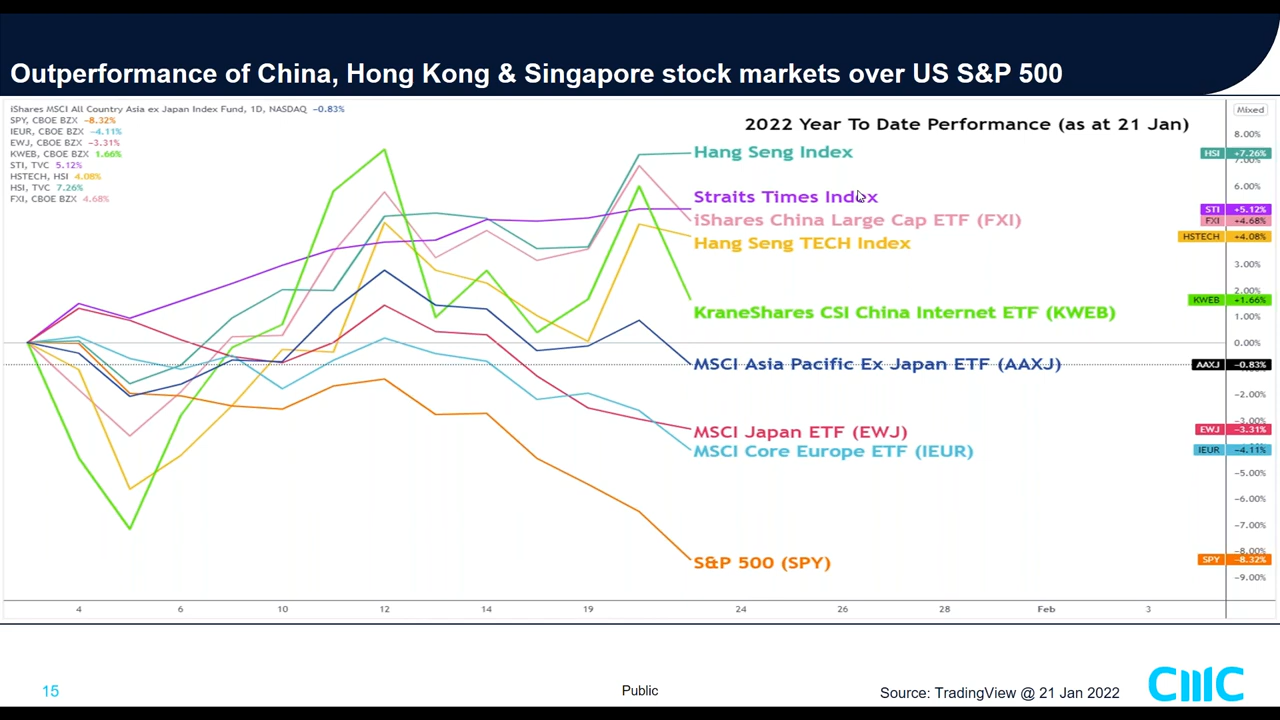 Outperformance of China, Hong Kong & Singapore stock markets over US S&P 500
iShares MSCI All Country Asia ex Japan Index Fund, 1D, NASDAQ −0.83%
SPY, CBOE BZX −8.32%
IEUR, CBOE BZX −4.11%
EWJ, CBOE BZX −3.31%
KWEB, CBOE BZX 1.66%
STI, TVC 5.12%
HSTECH, HSI 4.08%
HSI, TVC 7.26%
FXI, CBOE BZX 4.68%
2022 Year To Date Performance (as at 21 Jan)
Mixed
8.00%
Hang Seng Index
HSI +7.26%
7.00%
6.00%
Straits Times Index
STI +5.12%
iShares China Large Cap ETF (FXI)
FXI +4.68%
Hang Seng TECH Index
HSTECH +4.08%
3.00%
2.00%
KWEB +1.66%
KraneShares CSI China Internet ETF (KWEB)
1.00%
0.00%
MSCI Asia Pacific Ex Japan ETF (AAXJ)
AAXJ −0.83%
−2.00%
−3.00%
MSCI Japan ETF (EWJ)
EWJ −3.31%
MSCI Core Europe ETF (IEUR)
IEUR −4.11%
−5.00%
−6.00%
−7.00%
−8.00%
S&P 500 (SPY)
SPY −8.32%
−9.00%
4 6 10 12 14 19 24 26 28 Feb 3
15
Public
Source: TradingView @ 21 Jan 2022
CMC